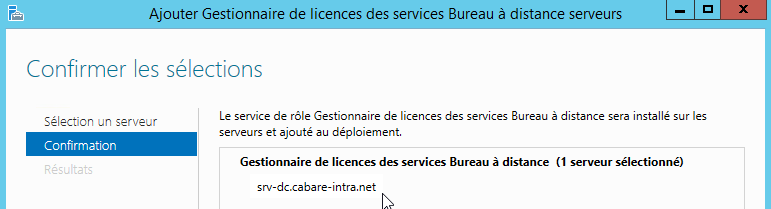 Ajouter Gestionnaire de licences des services Bureau à distance serveurs
Confirmer les sélections
Sélection un serveur
Confirmation
Résultats
Le service de rôle Gestionnaire de licences des services Bureau à distance sera installé sur les
serveurs et ajouté au déploiement.
Gestionnaire de licences des services Bureau à distance (1 serveur sélectionné)
srv-dc.cabare-intra.net